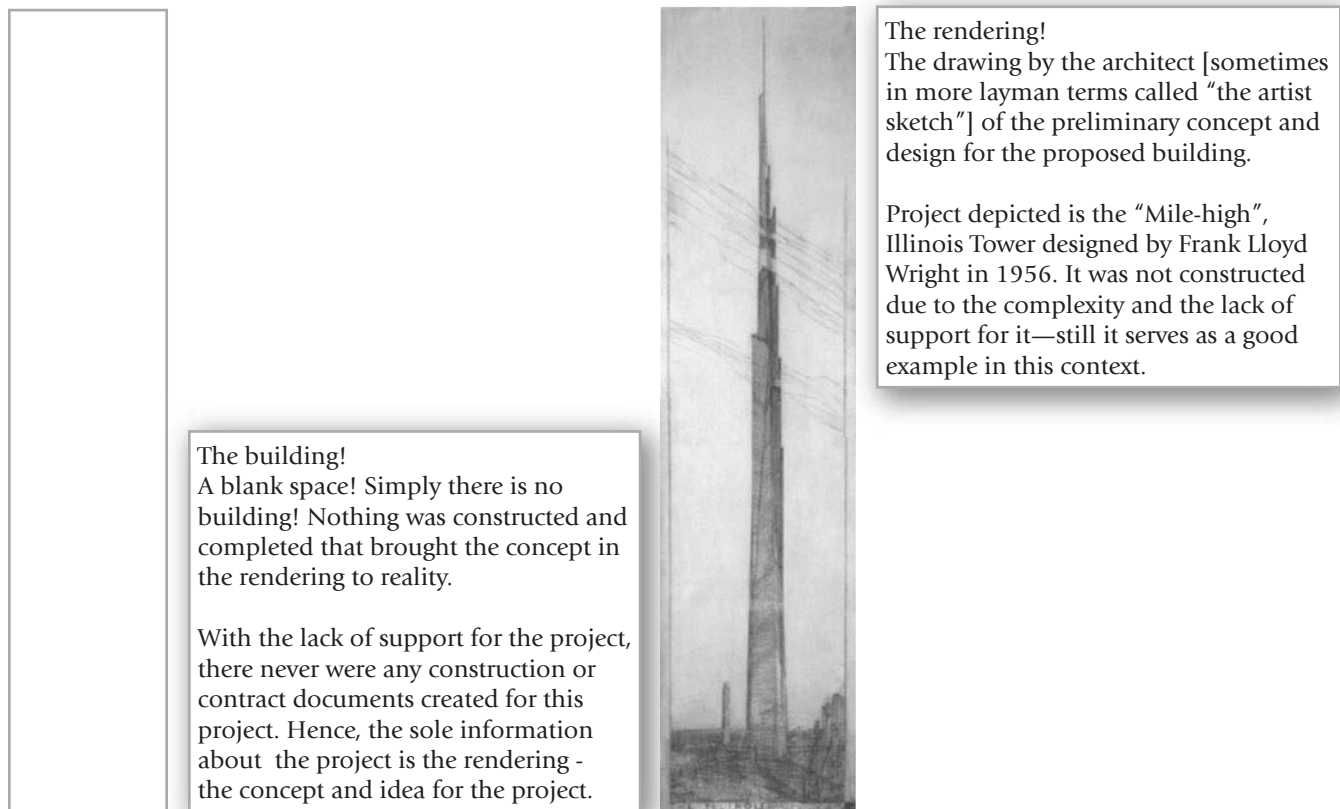 The building!
A blank space! Simply there is no
building! Nothing was constructed and
completed that brought the concept in
the rendering to reality.
With the lack of support for the project,
there never were any construction or
contract documents created for this
project. Hence, the sole information
about  the project is the rendering -
the concept and idea for the project.
The rendering!
The drawing by the architect [sometimes
in more layman terms called “the artist
sketch”] of the preliminary concept and
design for the proposed building.
Project depicted is the “Mile-high”,
Illinois Tower designed by Frank Lloyd
Wright in 1956. It was not constructed
due to the complexity and the lack of
support for it—still it serves as a good
example in this context.